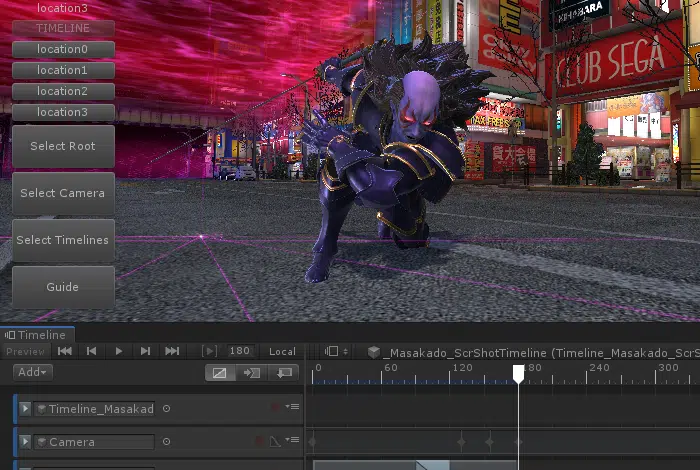 location3
TIMELINE
location0
location1
location2
location3
Select Root
Select Camera
Select Timelines
Guide
CLUB SEGA
Timeline
Preview
180
Local
_Masakado_ScrShotTimeline (Timeline_Masakado_ScrS
Add
0
60
120
80
240
300
Timeline_Masakad
Camera